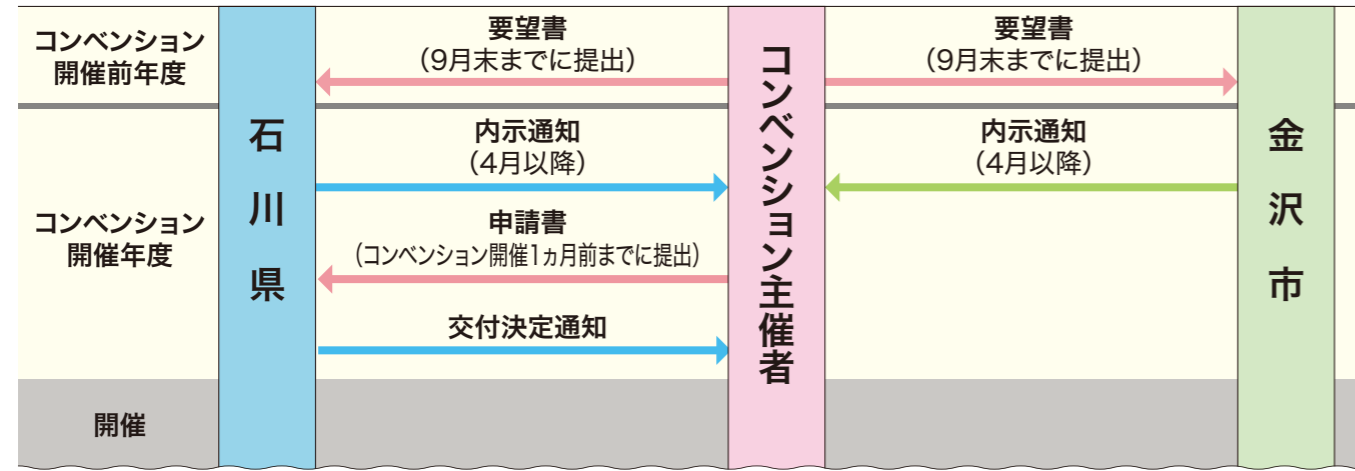 コンベンション
開催前年度
要望書
（9月末までに提出）
要望書
（9月末までに提出）
石川県
コンベンション主催者
金沢市
コンベンション
開催年度
内示通知
（4月以降）
内示通知
（4月以降）
申請書
（コンベンション開催1ヵ月前までに提出）
交付決定通知
開催